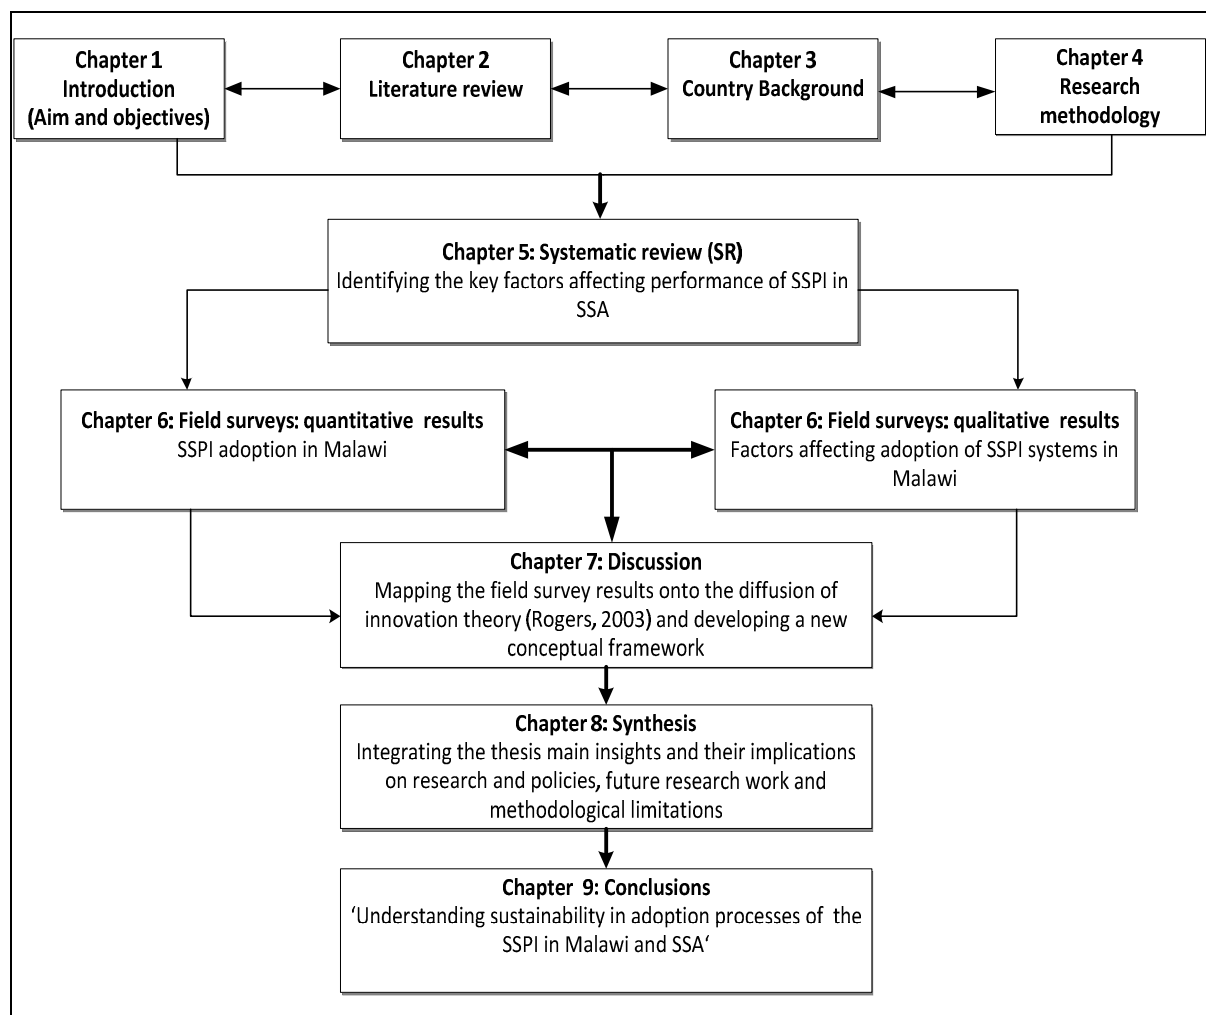 Chapter 1
Introduction
(Aim and objectives)
Chapter 2
Literature review
Chapter 3
Country Background
Chapter 4
Research
methodology
Chapter 5: Systematic review (SR)
Identifying the key factors affecting performance of SSPI in
SSA
Chapter 6: Field surveys: quantitative results
SSPI adoption in Malawi
Chapter 6: Field surveys: qualitative results
Factors affecting adoption of SSPI systems in
Malawi
Chapter 7: Discussion
Mapping the field survey results onto the diffusion of
innovation theory (Rogers, 2003) and developing a new
conceptual framework
Chapter 8: Synthesis
Integrating the thesis main insights and their implications
on research and policies, future research work and
methodological limitations
Chapter 9: Conclusions
‘Understanding sustainability in adoption processes of the
SSPI in Malawi and SSA‘